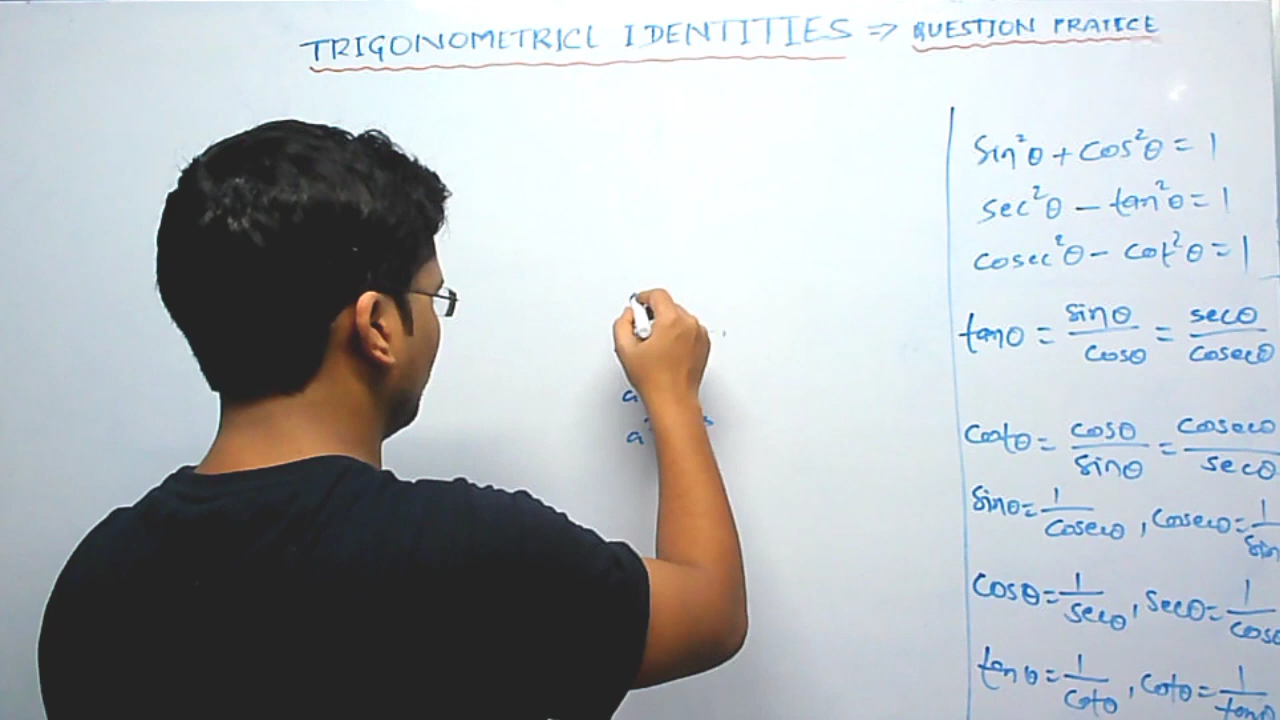 TRIGONOMETRICL IDENTITIES ⇒ QUESTION PRATICE
sin²θ + cos²θ = 1
sec²θ − tan²θ = 1
cosec²θ − cot²θ = 1
tanθ = sinθ/cosθ = secθ/cosecθ
cotθ = cosθ/sinθ = cosecθ/secθ
sinθ = 1/cosecθ , cosecθ = 1/sin
cosθ = 1/secθ , secθ = 1/cosθ
tanθ = 1/cotθ , cotθ = 1/tanθ
a
a